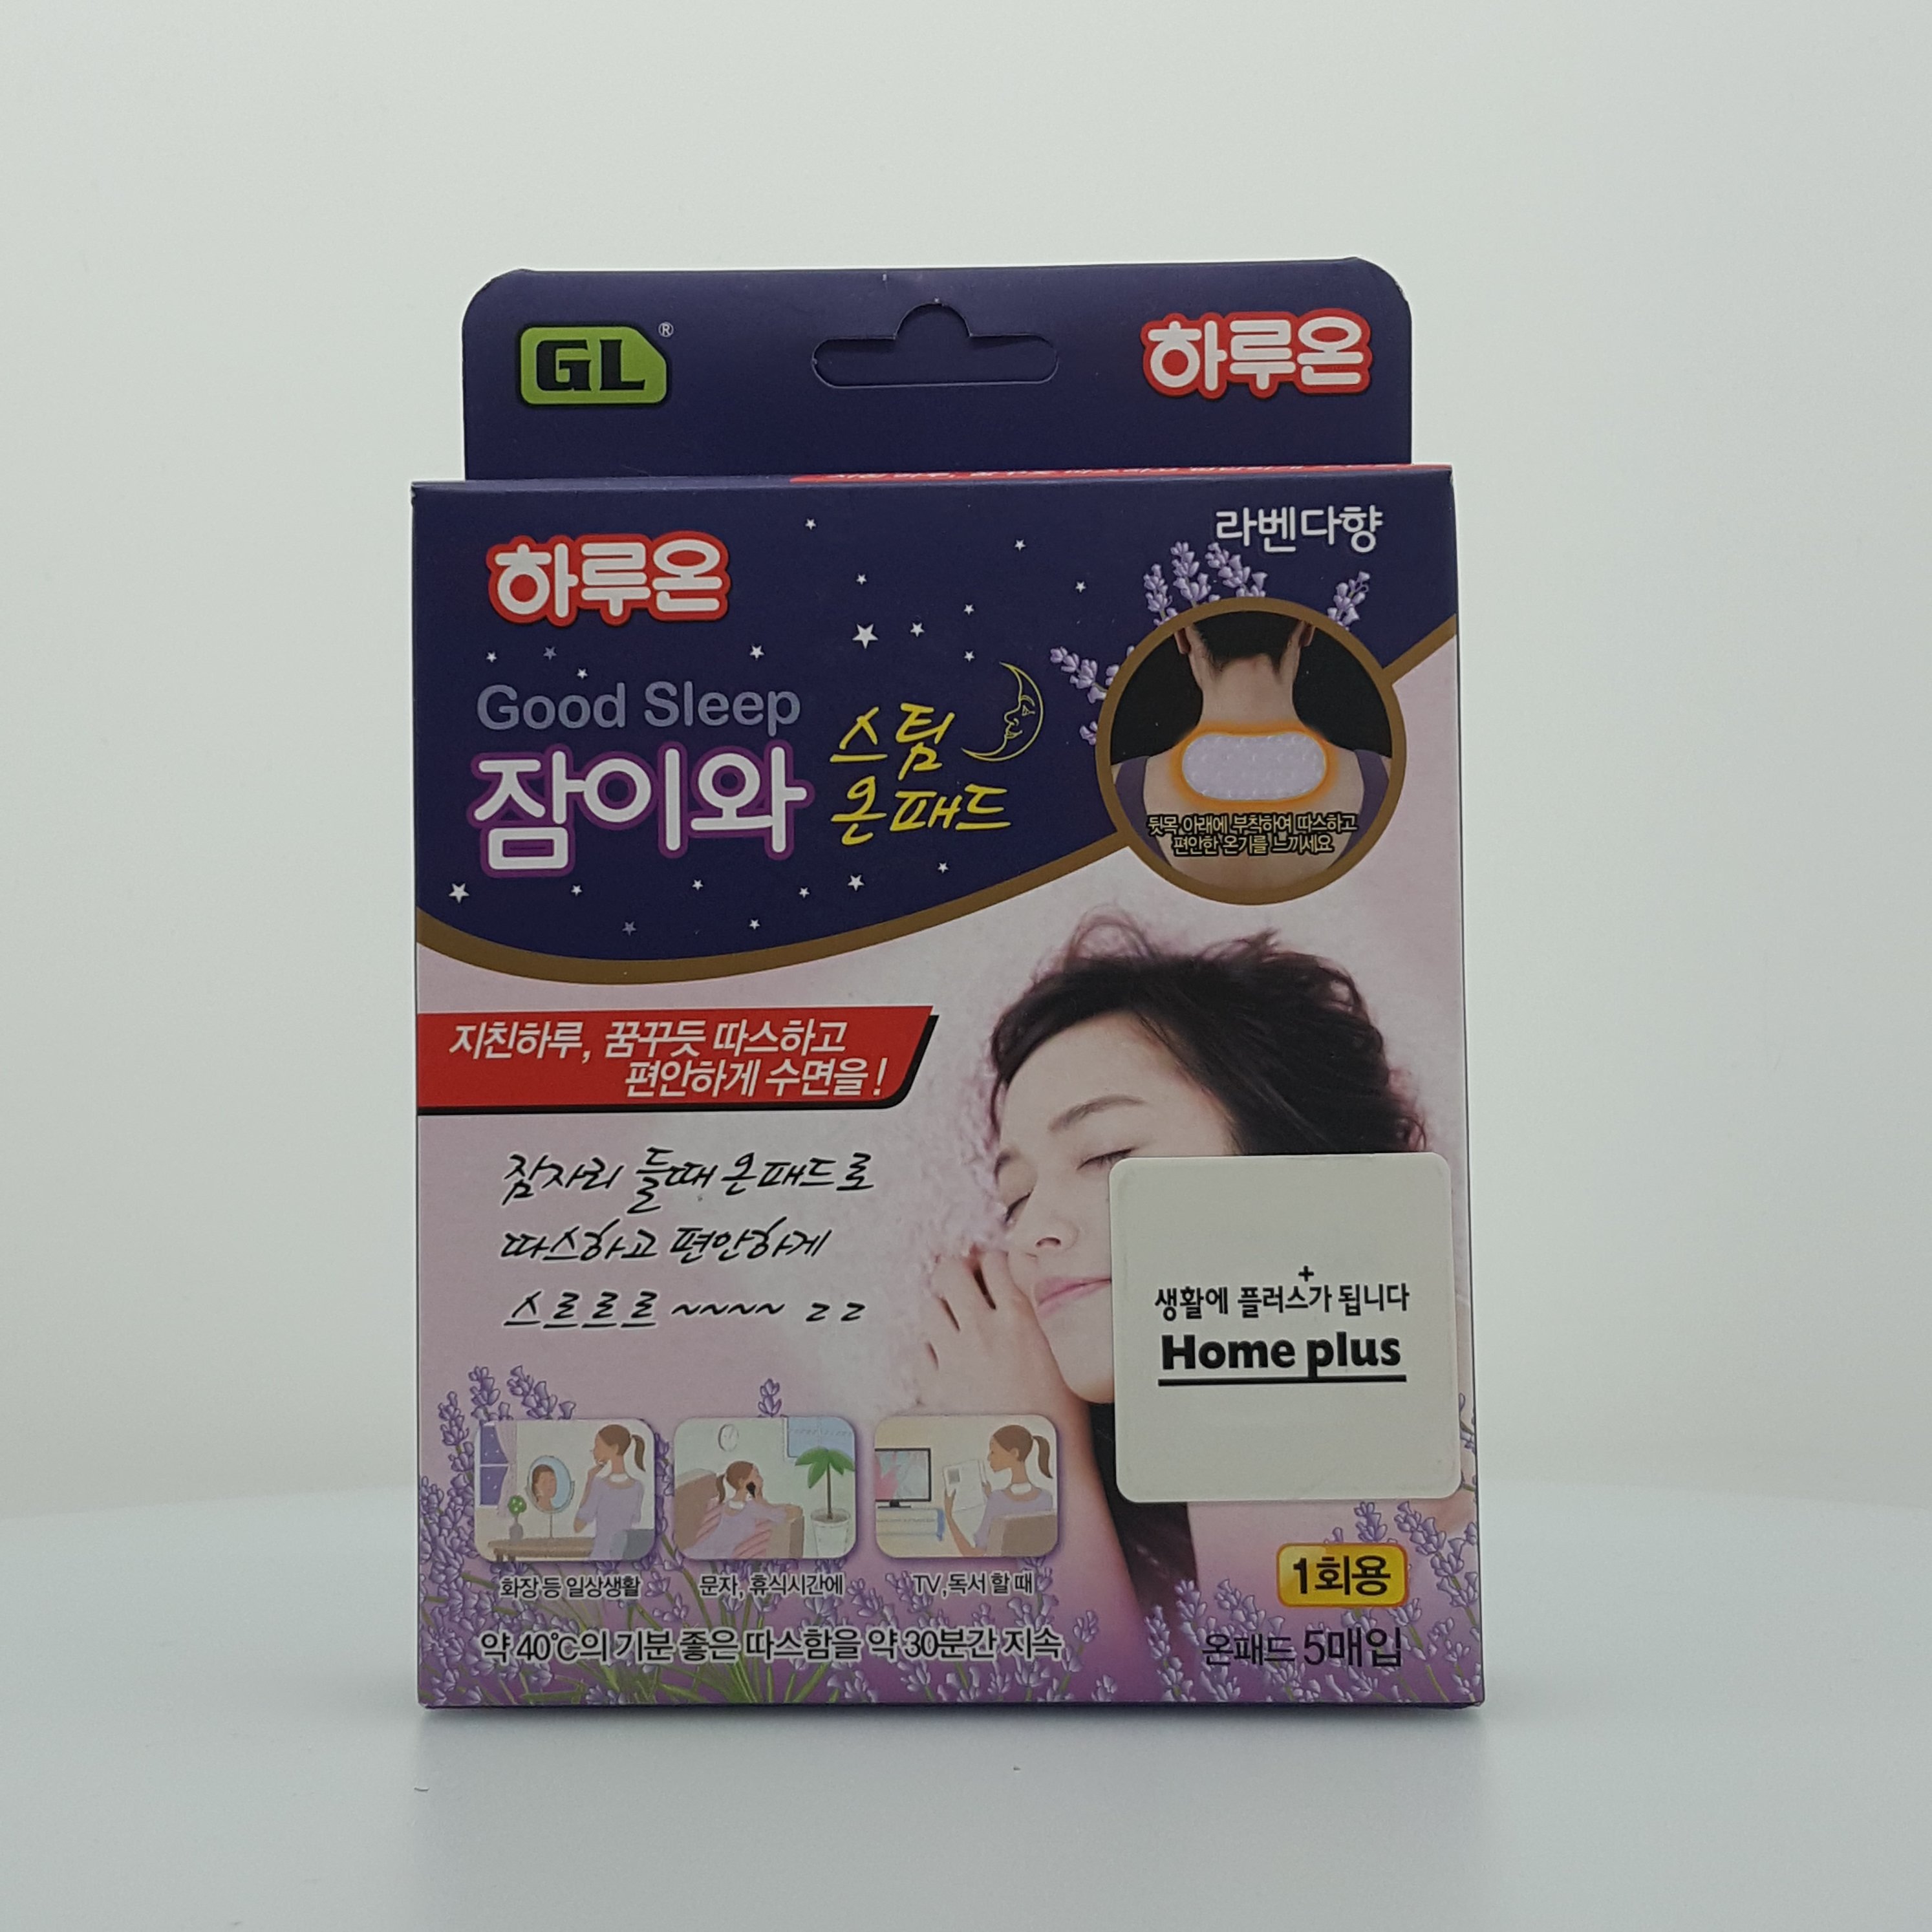 GL®
하루온
하루온
라벤다향
Good Sleep
잠이와
스팀
온패드
뒷목 아래에 부착하여 따스하고
편안한 온기를 느끼세요
지친하루, 꿈꾸듯 따스하고
편안하게 수면을!
잠자리 들때 온패드로
따스하고 편안하게
스르르르 ~~~~ z z
+
생활에 플러스가 됩니다
Home plus
화장 등 일상생활
문자, 휴식시간에
TV,독서 할 때
1회용
약 40℃의 기분 좋은 따스함을 약 30분간 지속
온패드 5매입